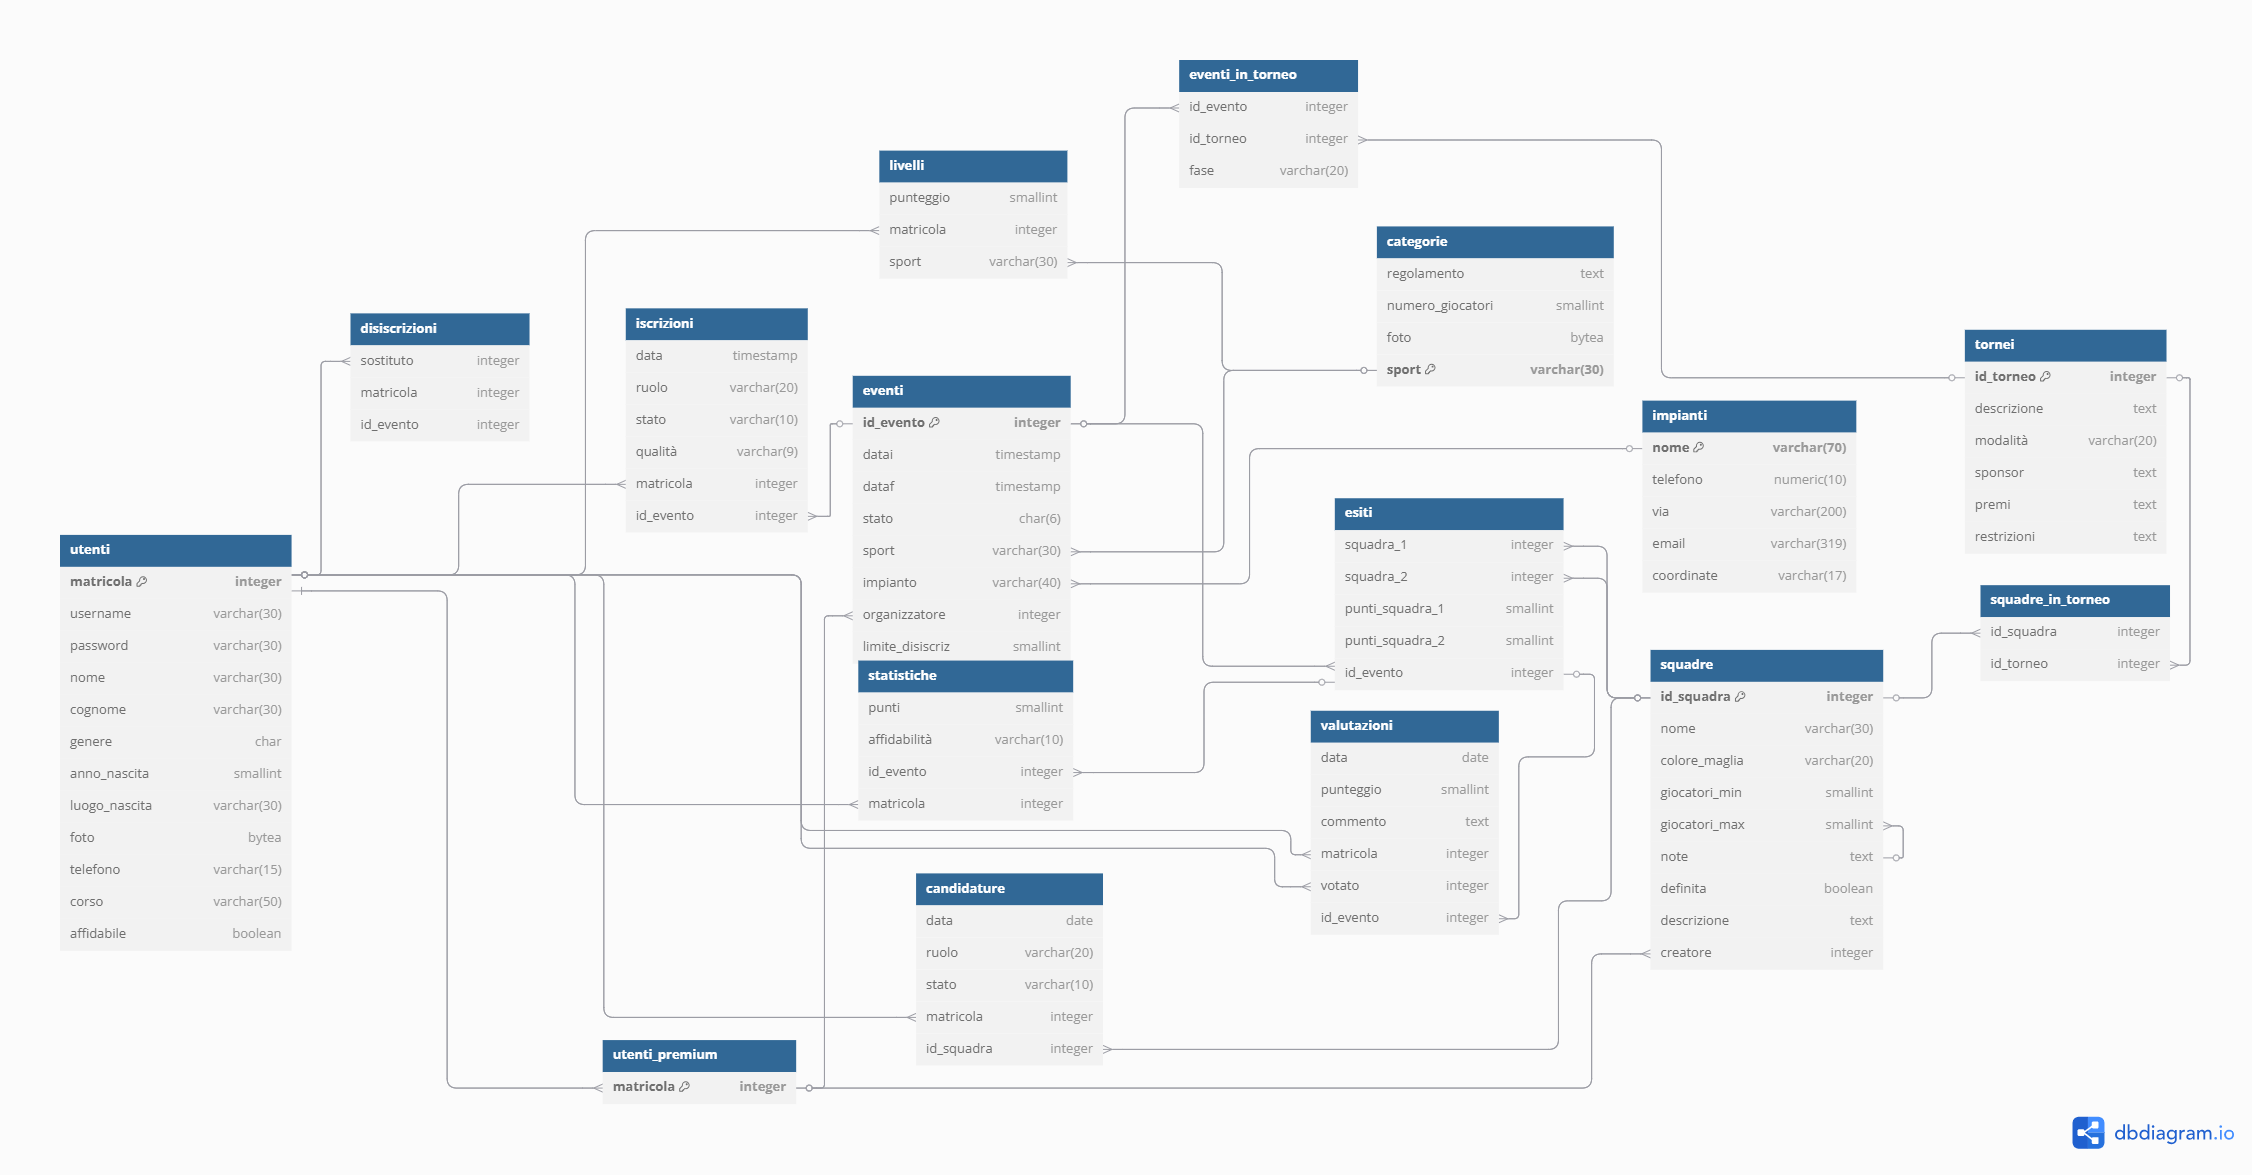 eventi_in_torneo
id_evento integer
id_torneo integer
fase varchar(20)
livelli
punteggio smallint
matricola integer
sport varchar(30)
categorie
regolamento text
numero_giocatori smallint
foto bytea
sport varchar(30)
disiscrizioni
sostituto integer
matricola integer
id_evento integer
iscrizioni
data timestamp
ruolo varchar(20)
stato varchar(10)
qualità varchar(9)
matricola integer
id_evento integer
eventi
id_evento integer
datai timestamp
dataf timestamp
stato char(6)
sport varchar(30)
impianto varchar(40)
organizzatore integer
limite_disiscriz smallint
tornei
id_torneo integer
descrizione text
modalità varchar(20)
sponsor text
premi text
restrizioni text
impianti
nome varchar(70)
telefono numeric(10)
via varchar(200)
email varchar(319)
coordinate varchar(17)
esiti
squadra_1 integer
squadra_2 integer
punti_squadra_1 smallint
punti_squadra_2 smallint
id_evento integer
utenti
matricola integer
username varchar(30)
password varchar(30)
nome varchar(30)
cognome varchar(30)
genere char
anno_nascita smallint
luogo_nascita varchar(30)
foto bytea
telefono varchar(15)
corso varchar(50)
affidabile boolean
squadre_in_torneo
id_squadra integer
id_torneo integer
statistiche
punti smallint
affidabilità varchar(10)
id_evento integer
matricola integer
squadre
id_squadra integer
nome varchar(30)
colore_maglia varchar(20)
giocatori_min smallint
giocatori_max smallint
note text
definita boolean
descrizione text
creatore integer
valutazioni
data date
punteggio smallint
commento text
matricola integer
votato integer
id_evento integer
candidature
data date
ruolo varchar(20)
stato varchar(10)
matricola integer
id_squadra integer
utenti_premium
matricola integer
dbdiagram.io